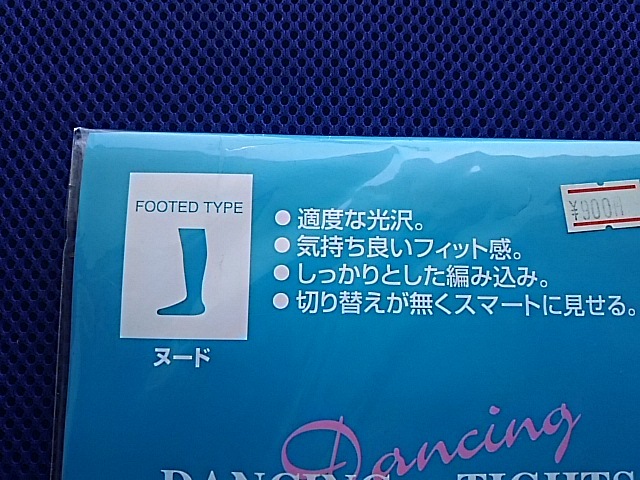 FOOTED TYPE
ヌード
●適度な光沢。
●気持ち良いフィット感。
●しっかりとした編み込み。
●切り替えが無くスマートに見せる。
¥900
Dancing
DANCING TIGHTS